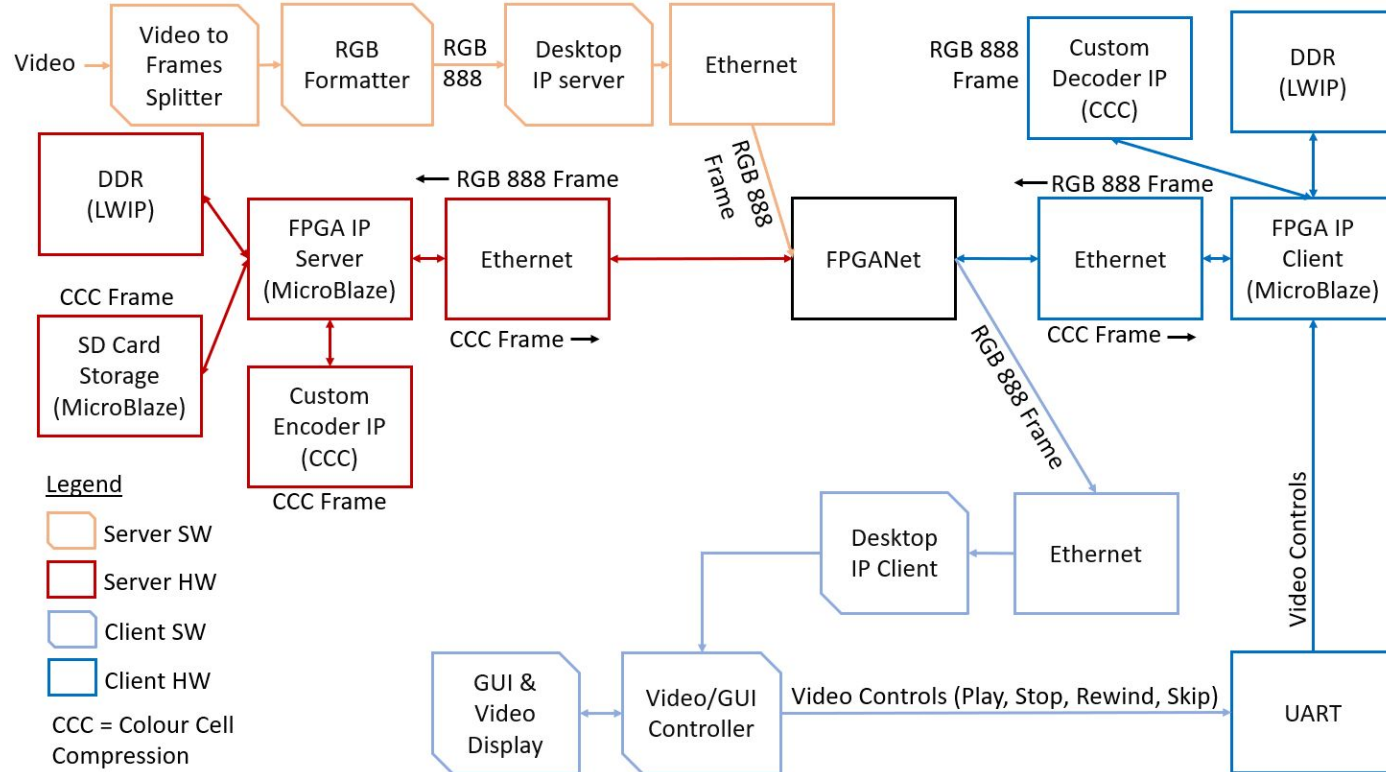 Video
Video to
Frames
Splitter
RGB
Formatter
RGB
888
Desktop
IP server
Ethernet
RGB 888
Frame
RGB 888
Frame
Custom
Decoder IP
(CCC)
DDR
(LWIP)
DDR
(LWIP)
RGB 888 Frame
FPGA IP
Server
(MicroBlaze)
Ethernet
CCC Frame
FPGANet
RGB 888 Frame
Ethernet
CCC Frame
FPGA IP
Client
(MicroBlaze)
CCC Frame
SD Card
Storage
(MicroBlaze)
Custom
Encoder IP
(CCC)
CCC Frame
RGB 888 Frame
Legend
Server SW
Server HW
Client SW
Client HW
CCC = Colour Cell
Compression
Desktop
IP Client
Ethernet
Video Controls
GUI &
Video
Display
Video/GUI
Controller
Video Controls (Play, Stop, Rewind, Skip)
UART